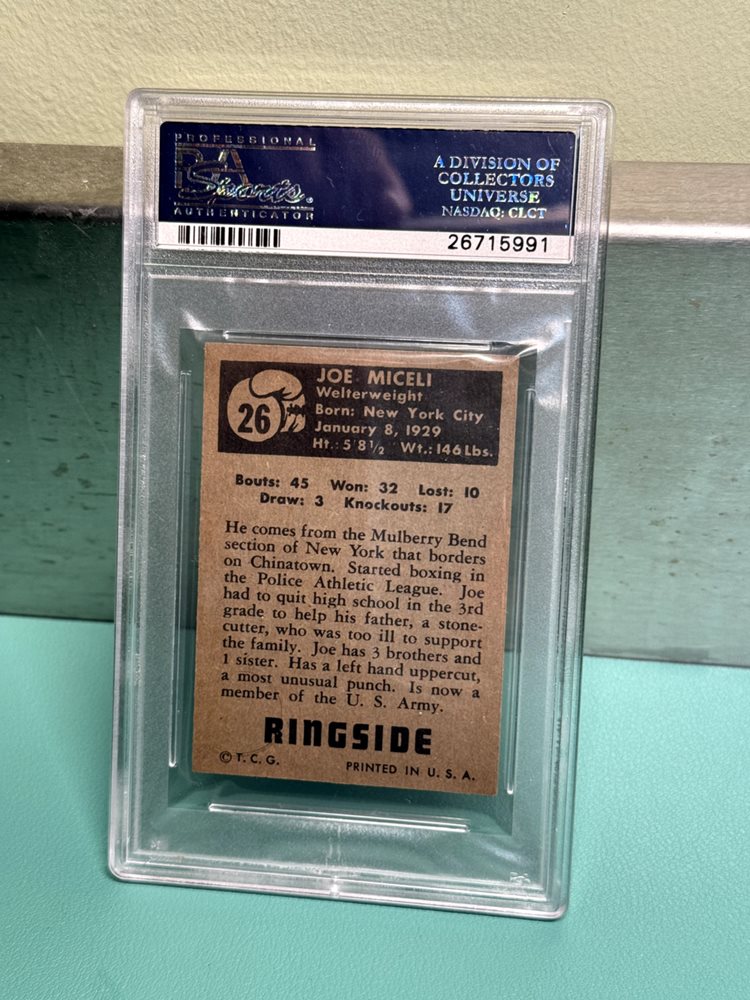 PROFESSIONAL
PSA
Sports.
AUTHENTICATOR
A DIVISION OF
COLLECTORS
UNIVERSE
NASDAQ: CLCT
26715991
26
JOE MICELI
Welterweight
Born: New York City
January 8, 1929
Ht.: 5'8 1/2 Wt.: 146 Lbs.
Bouts: 45 Won: 32 Lost: 10
Draw: 3 Knockouts: 17
He comes from the Mulberry Bend
section of New York that borders
on Chinatown. Started boxing in
the Police Athletic League. Joe
had to quit high school in the 3rd
grade to help his father, a stone-
cutter, who was too ill to support
the family. Joe has 3 brothers and
1 sister. Has a left hand uppercut,
a most unusual punch. Is now a
member of the U. S. Army.
RINGSIDE
© T. C. G.
PRINTED IN U. S. A.